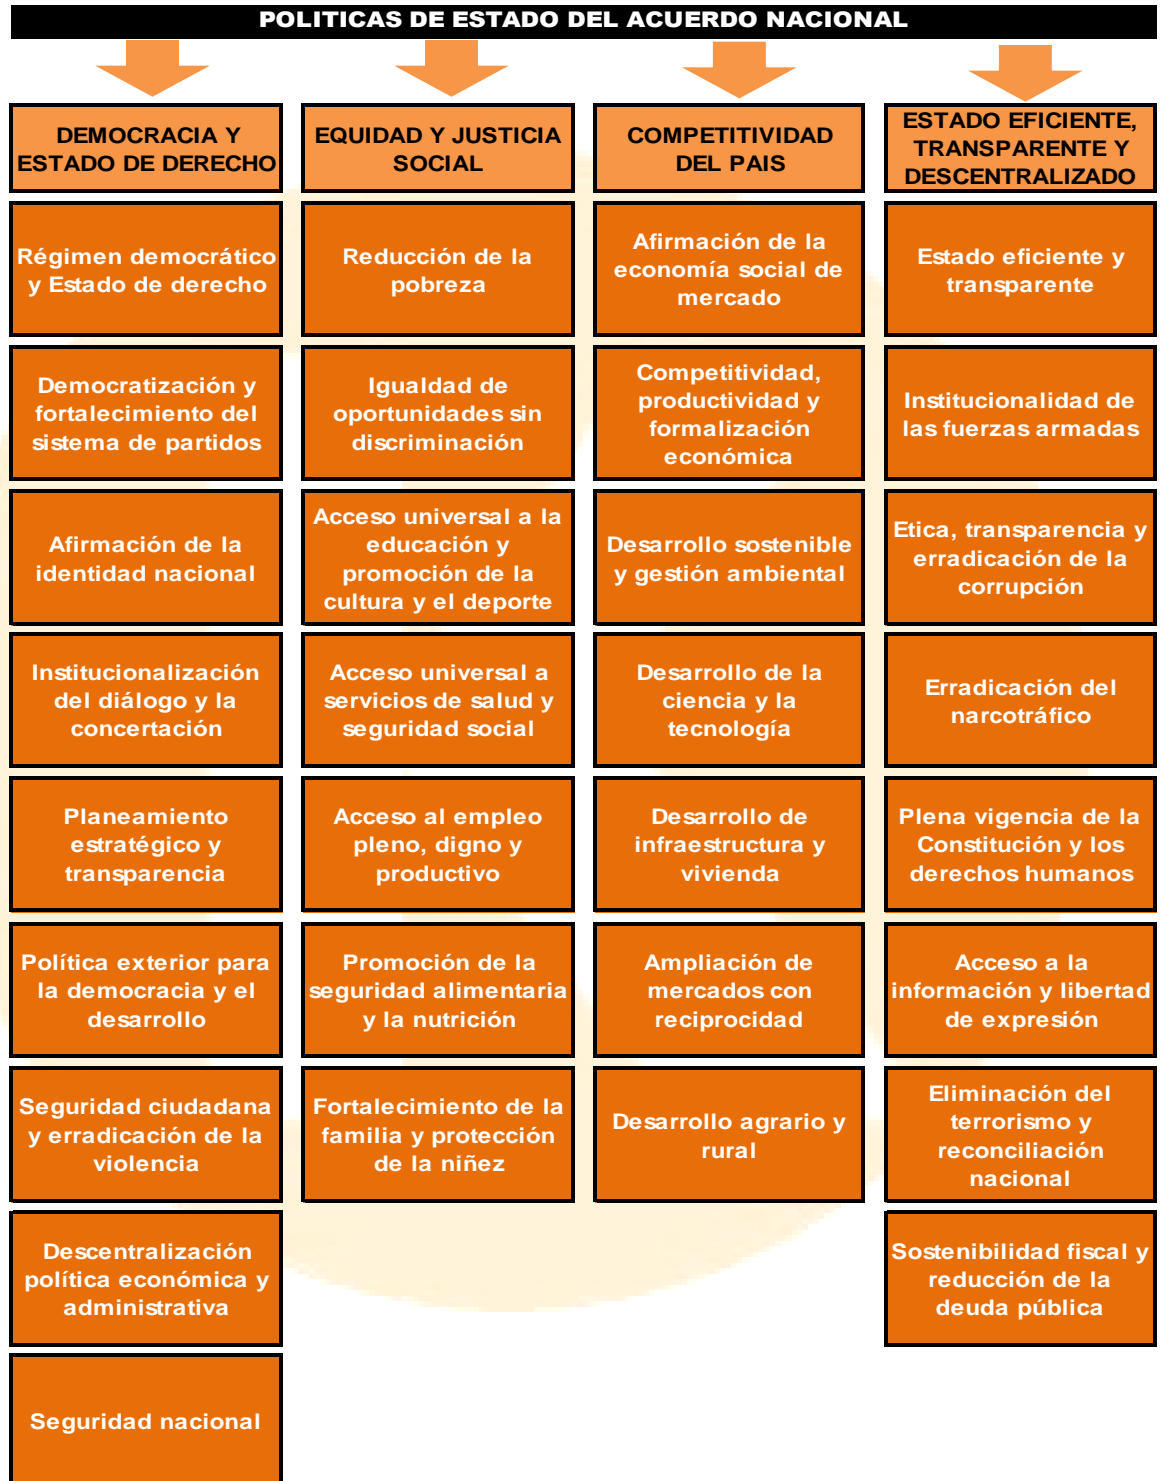 POLITICAS DE ESTADO DEL ACUERDO NACIONAL
DEMOCRACIA Y
ESTADO DE DERECHO
Régimen democrático
y Estado de derecho
Democratización y
fortalecimiento del
sistema de partidos
Afirmación de la
identidad nacional
Institucionalización
del diálogo y la
concertación
Planeamiento
estratégico y
transparencia
Política exterior para
la democracia y el
desarrollo
Seguridad ciudadana
y erradicación de la
violencia
Descentralización
política económica y
administrativa
Seguridad nacional
EQUIDAD Y JUSTICIA
SOCIAL
Reducción de la
pobreza
Igualdad de
oportunidades sin
discriminación
Acceso universal a la
educación y
promoción de la
cultura y el deporte
Acceso universal a
servicios de salud y
seguridad social
Acceso al empleo
pleno, digno y
productivo
Promoción de la
seguridad alimentaria
y la nutrición
Fortalecimiento de la
familia y protección
de la niñez
COMPETITIVIDAD
DEL PAIS
Afirmación de la
economía social de
mercado
Competitividad,
productividad y
formalización
económica
Desarrollo sostenible
y gestión ambiental
Desarrollo de la
ciencia y la
tecnología
Desarrollo de
infraestructura y
vivienda
Ampliación de
mercados con
reciprocidad
Desarrollo agrario y
rural
ESTADO EFICIENTE,
TRANSPARENTE Y
DESCENTRALIZADO
Estado eficiente y
transparente
Institucionalidad de
las fuerzas armadas
Etica, transparencia y
erradicación de la
corrupción
Erradicación del
narcotráfico
Plena vigencia de la
Constitución y los
derechos humanos
Acceso a la
información y libertad
de expresión
Eliminación del
terrorismo y
reconciliación
nacional
Sostenibilidad fiscal y
reducción de la
deuda pública